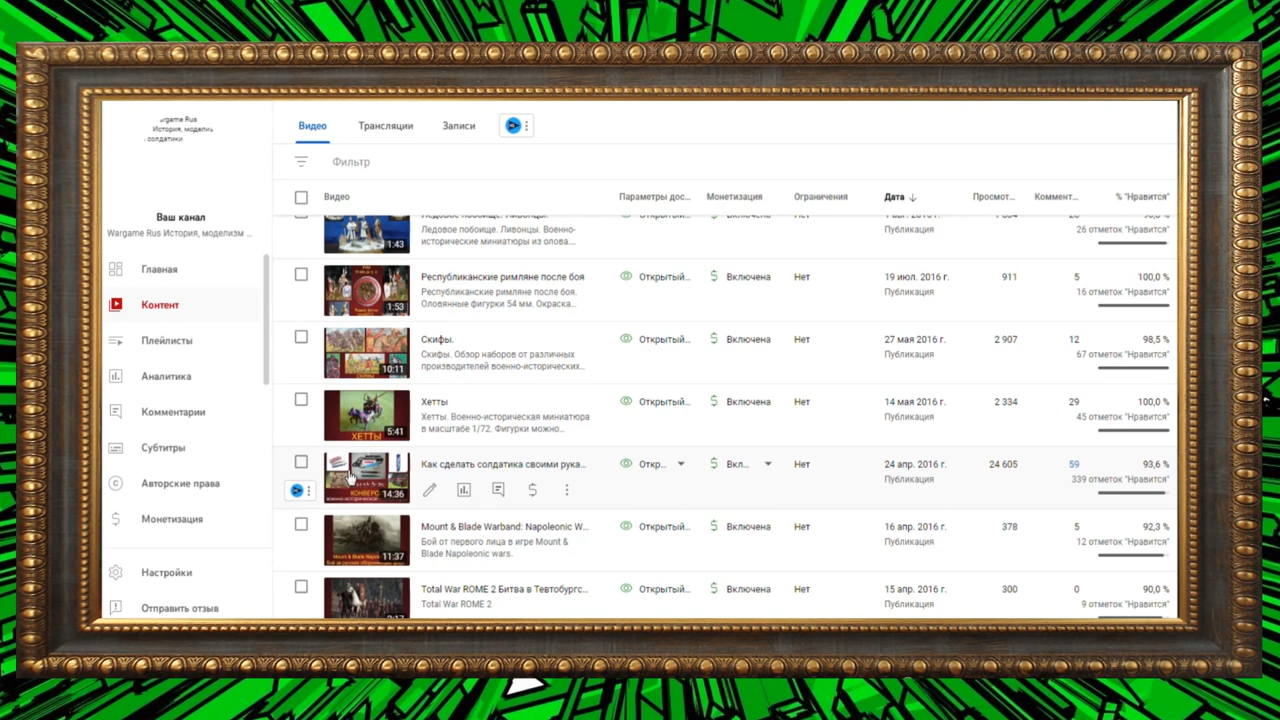 Wargame Rus
История, моделиз
солдатики
Видео
Трансляции
Записи
Фильтр
Видео
Параметры дос...
Монетизация
Ограничения
Дата ↓
Просмот...
Коммент...
% "Нравится"
Ваш канал
Wargame Rus История, моделизм ...
Главная
Контент
Плейлисты
Аналитика
Комментарии
Субтитры
Авторские права
Монетизация
Настройки
Отправить отзыв
1:43
Ледовое побоище. Ливонцы.
Ледовое побоище. Ливонцы. Военно-
исторические миниатюры из олова....
Публикация
26 отметок "Нравится"
1:53
Республиканские римляне после боя
Республиканские римляне после боя.
Оловянные фигурки 54 мм. Окраска...
Открытый...
Включена
Нет
19 июл. 2016 г.
Публикация
911
5
100,0 %
16 отметок "Нравится"
10:11
Скифы.
Скифы. Обзор наборов от различных
производителей военно-исторических...
Открытый...
Включена
Нет
27 мая 2016 г.
Публикация
2 907
12
98,5 %
67 отметок "Нравится"
ХЕТТЫ
5:41
Хетты
Хетты. Военно-историческая миниатюра
в масштабе 1/72. Фигурки можно...
Открытый...
Включена
Нет
14 мая 2016 г.
Публикация
2 334
29
100,0 %
45 отметок "Нравится"
КОНВЕРС
14:36
Как сделать солдатика своими рука...
Откр...
Вкл...
Нет
24 апр. 2016 г.
Публикация
24 605
59
93,6 %
339 отметок "Нравится"
11:37
Mount & Blade Warband: Napoleonic W...
Бой от первого лица в игре Mount &
Blade Napoleonic wars.
Открытый...
Включена
Нет
16 апр. 2016 г.
Публикация
378
5
92,3 %
12 отметок "Нравится"
Total War ROME 2 Битва в Тевтобургс...
Total War ROME 2
Открытый...
Включена
Нет
15 апр. 2016 г.
Публикация
300
0
90,0 %
9 отметок "Нравится"